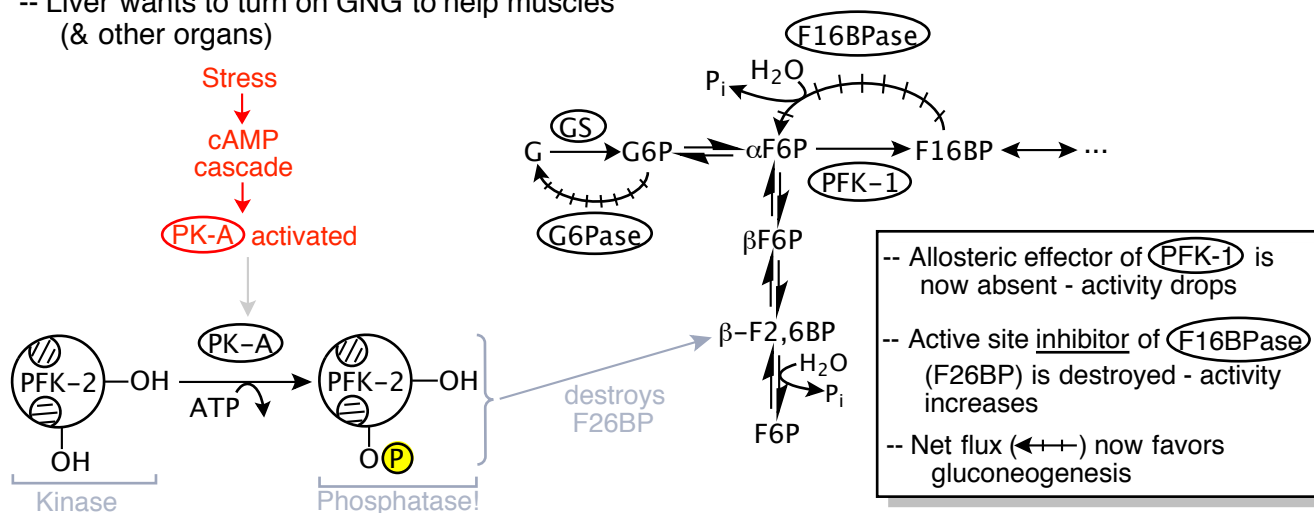 -- Liver wants to turn on GNG to help muscles
(& other organs)
Stress
cAMP
cascade
PK-A activated
PK-A
PFK-2 OH
OH
Kinase
ATP
PFK-2 OH
O P
Phosphatase!
destroys
F26BP
F16BPase
Pi H2O
GS
G G6P αF6P F16BP ...
PFK-1
G6Pase
βF6P
β-F2,6BP
H2O
Pi
F6P
-- Allosteric effector of PFK-1 is
now absent - activity drops
-- Active site inhibitor of F16BPase
(F26BP) is destroyed - activity
increases
-- Net flux ( ) now favors
gluconeogenesis